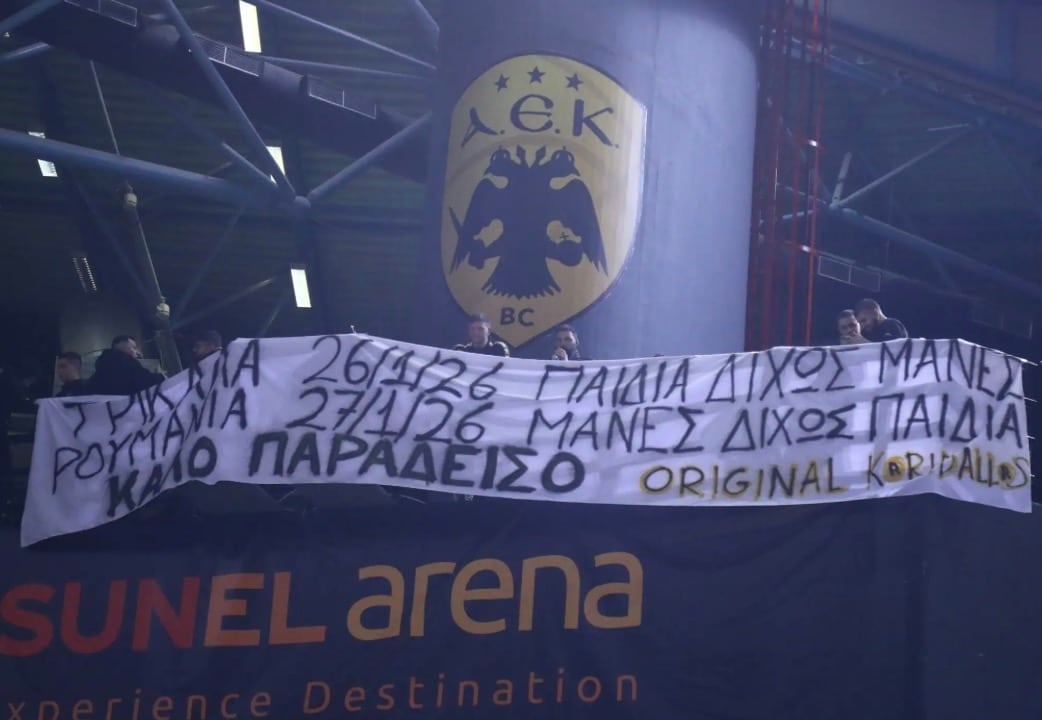 Α.Ε.Κ.
BC
ΤΡΙΚΑΛΑ 26/1/26 ΠΑΙΔΙΑ ΔΙΧΩΣ ΜΑΝΕΣ
ΡΟΥΜΑΝΙΑ 27/1/26 ΜΑΝΕΣ ΔΙΧΩΣ ΠΑΙΔΙΑ
ΚΑΛΟ ΠΑΡΑΔΕΙΣΟ ORIGINAL KORIDALLOS
SUNEL arena
xperience Destination